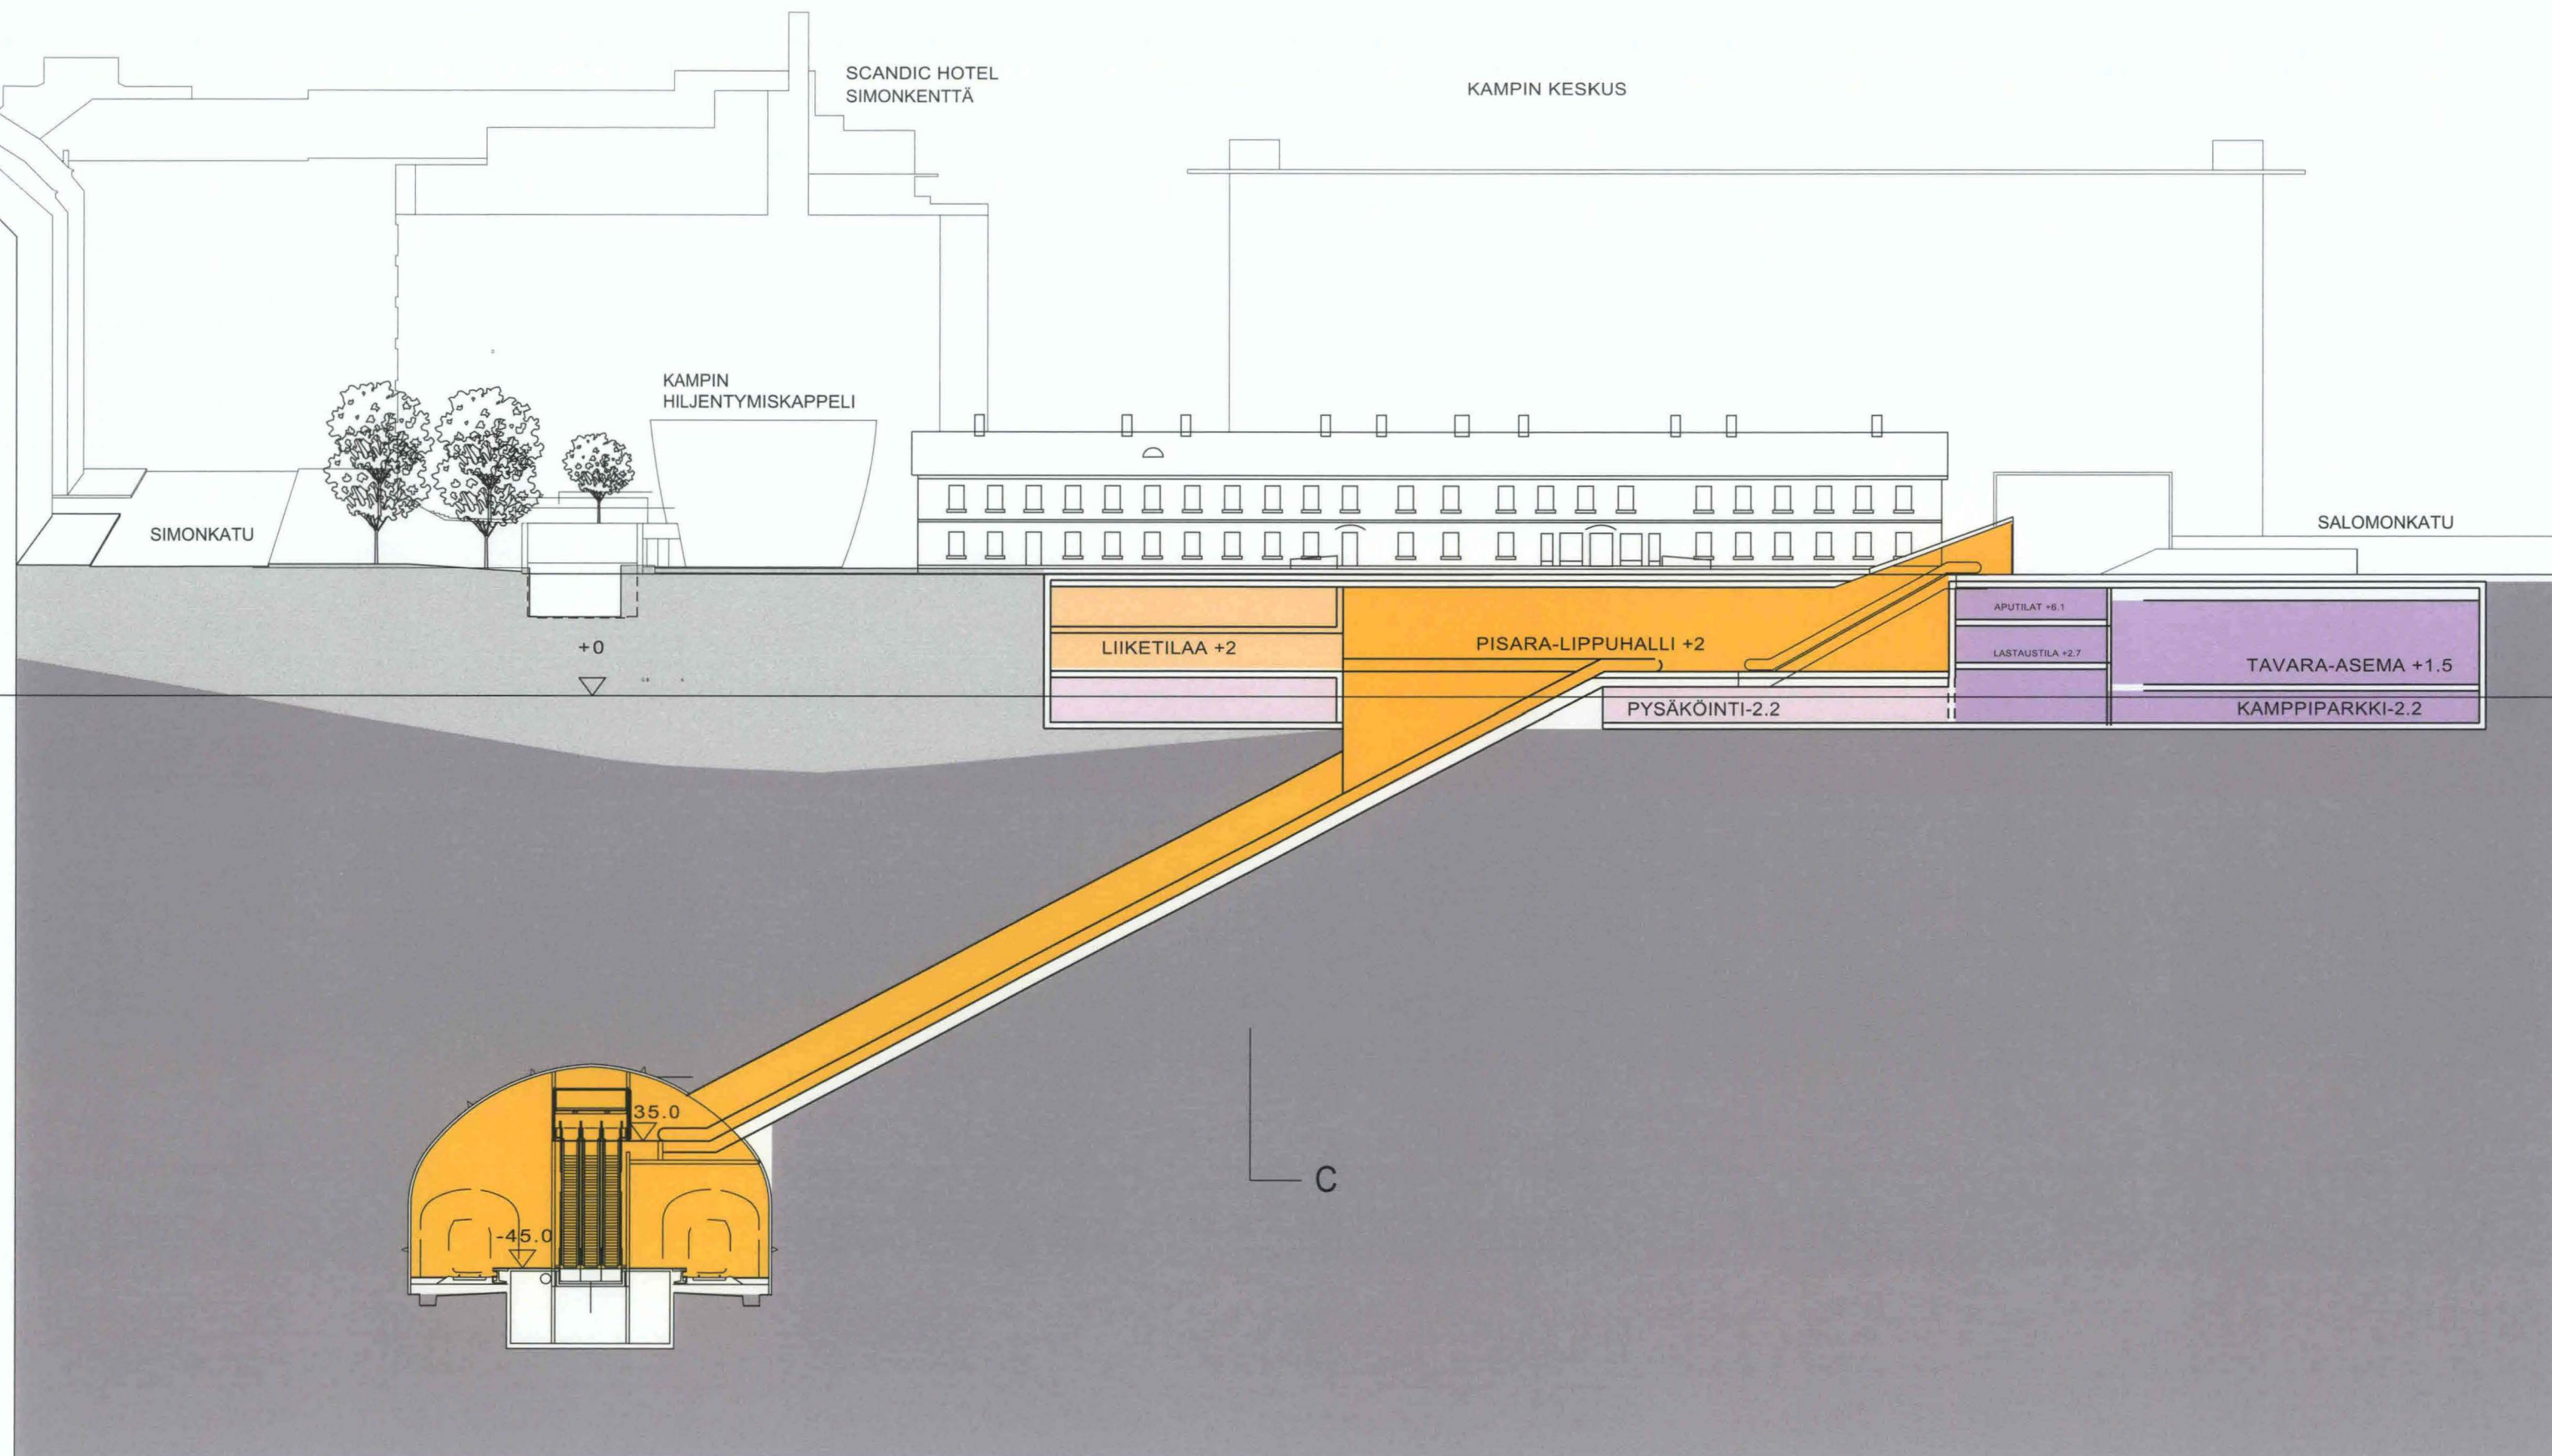 SCANDIC HOTEL
SIMONKENTTÄ
KAMPIN KESKUS
KAMPIN
HILJENTYMISKAPPELI
SIMONKATU
SALOMONKATU
+0
LIIKETILAA +2
PISARA-LIPPUHALLI +2
APUTILAT +6.1
LASTAUSTILA +2.7
TAVARA-ASEMA +1.5
PYSÄKÖINTI-2.2
KAMPPIPARKKI-2.2
35.0
C
-45.0